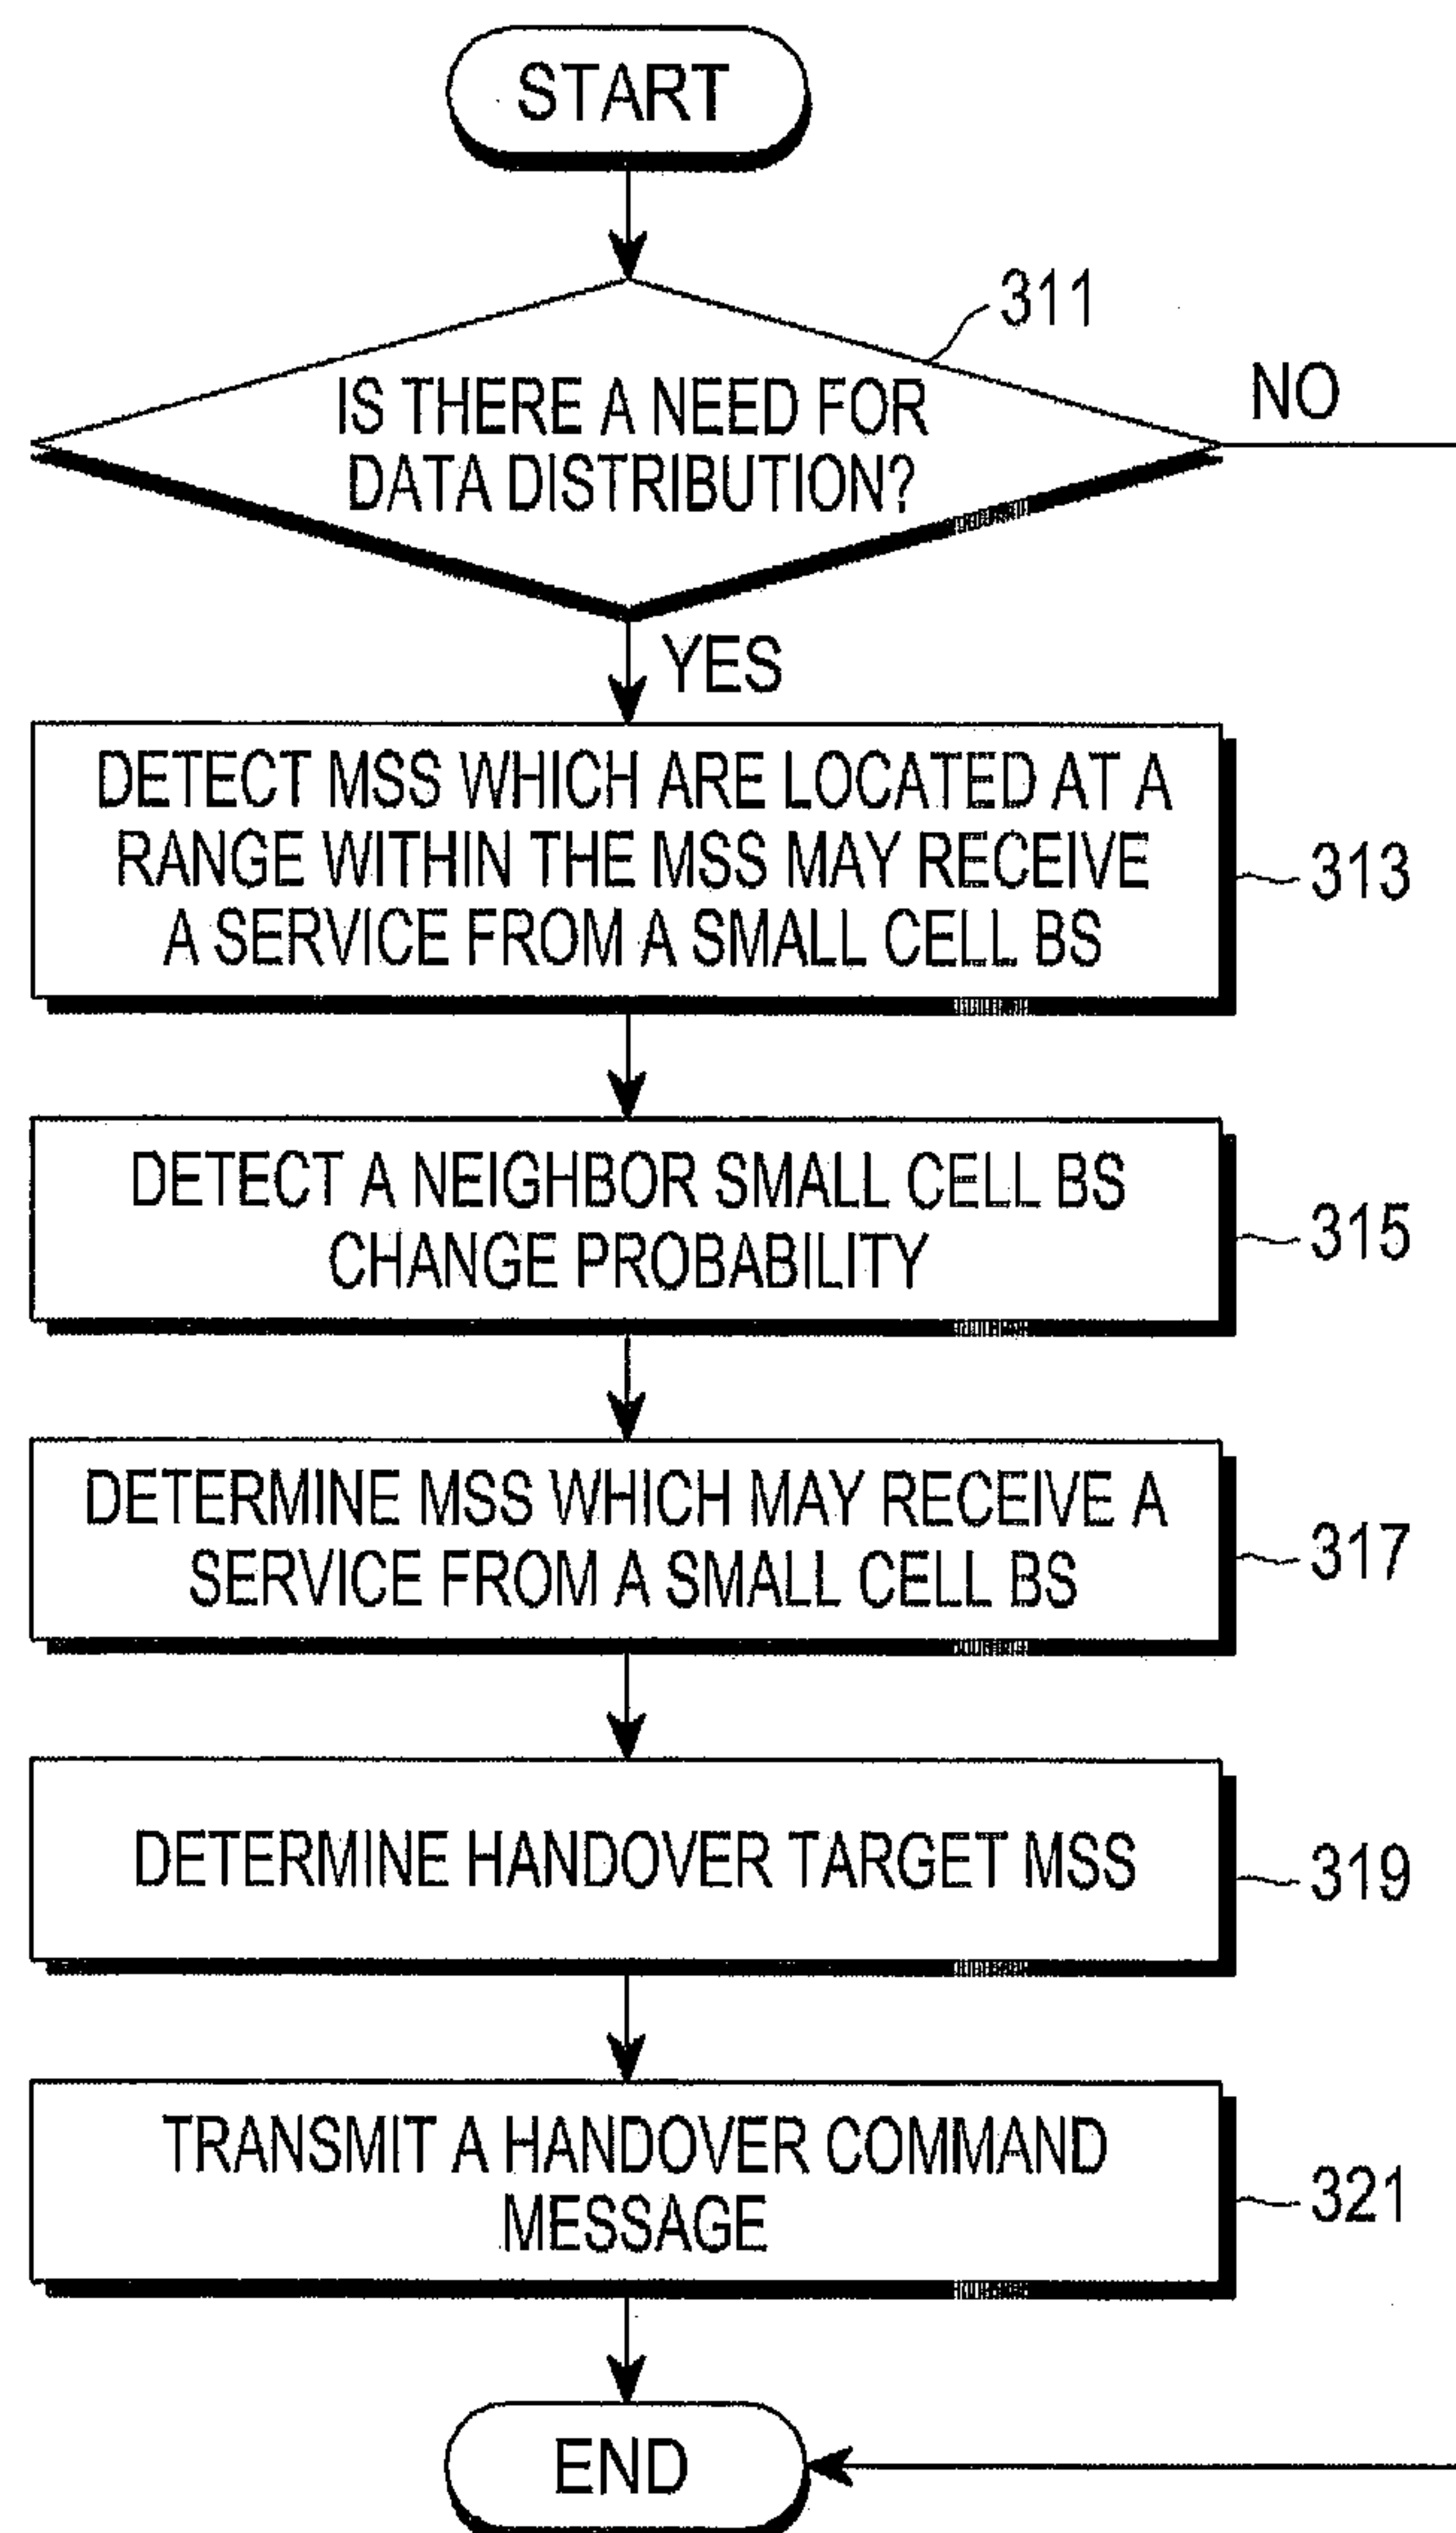 START
311
IS THERE A NEED FOR
DATA DISTRIBUTION?
NO
YES
DETECT MSS WHICH ARE LOCATED AT A
RANGE WITHIN THE MSS MAY RECEIVE
A SERVICE FROM A SMALL CELL BS
313
DETECT A NEIGHBOR SMALL CELL BS
CHANGE PROBABILITY
315
DETERMINE MSS WHICH MAY RECEIVE A
SERVICE FROM A SMALL CELL BS
317
DETERMINE HANDOVER TARGET MSS
319
TRANSMIT A HANDOVER COMMAND
MESSAGE
321
END